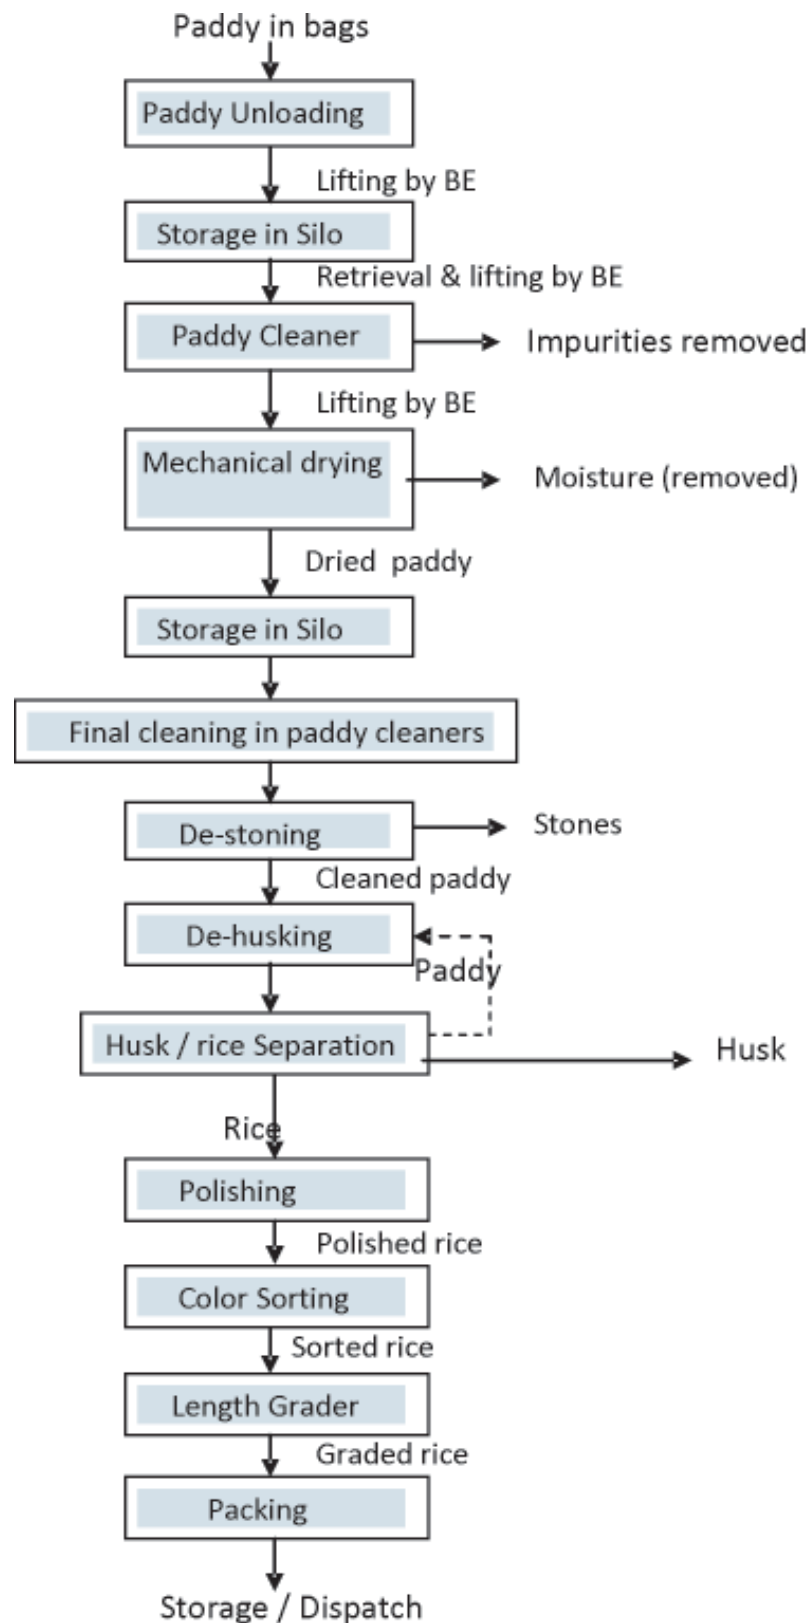 Paddy in bags
Paddy Unloading
Lifting by BE
Storage in Silo
Retrieval & lifting by BE
Paddy Cleaner
Impurities removed
Lifting by BE
Mechanical drying
Moisture (removed)
Dried paddy
Storage in Silo
Final cleaning in paddy cleaners
De-stoning
Stones
Cleaned paddy
De-husking
Paddy
Husk / rice Separation
Husk
Rice
Polishing
Polished rice
Color Sorting
Sorted rice
Length Grader
Graded rice
Packing
Storage / Dispatch